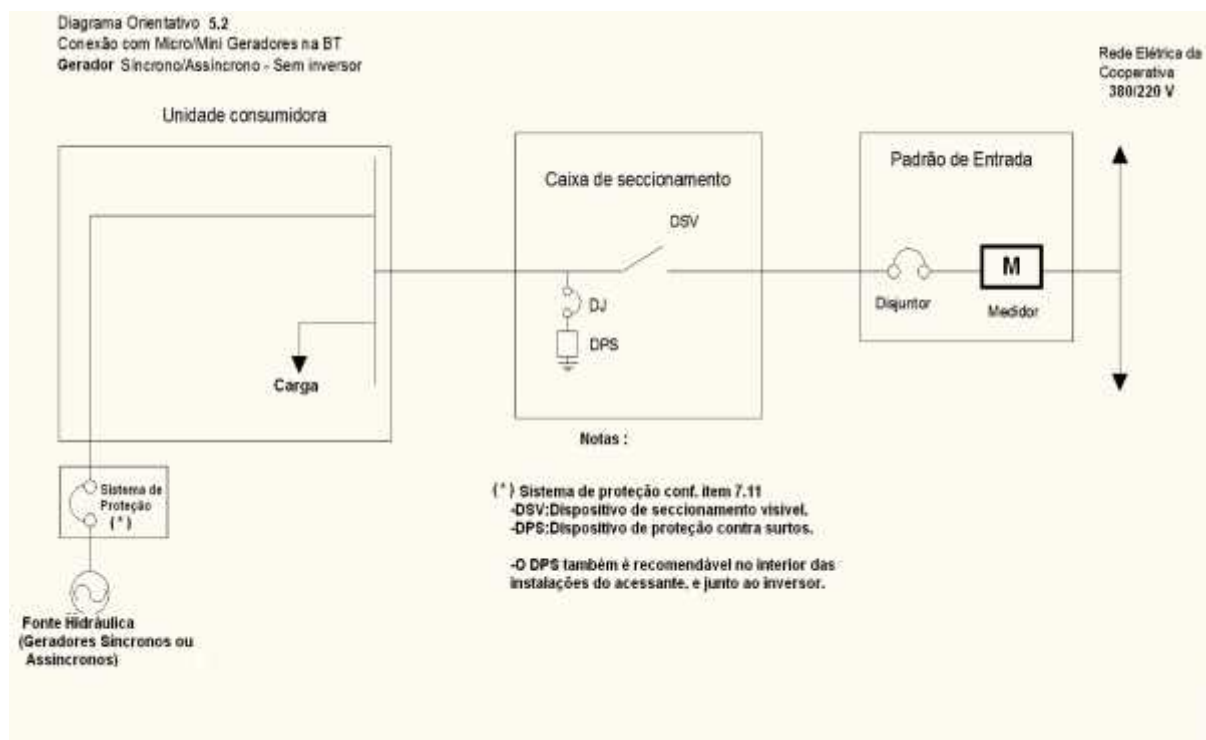 Diagrama Orientativo 5.2
Conexão com Micro/Mini Geradores na BT
Gerador Síncrono/Assíncrono - Sem inversor
Rede Elétrica da
Cooperativa
380/220 V
Unidade consumidora
Caixa de seccionamento
Padrão de Entrada
DSV
M
DJ
Disjuntor
Medidor
DPS
Carga
Notas :
Sistema de
Proteção
(*)
(*) Sistema de proteção conf. item 7.11
-DSV:Dispositivo de seccionamento visível.
-DPS:Dispositivo de proteção contra surtos.
-O DPS também é recomendável no interior das
instalações do acessante, e junto ao inversor.
Fonte Hidráulica
(Geradores Síncronos ou
Assíncronos)